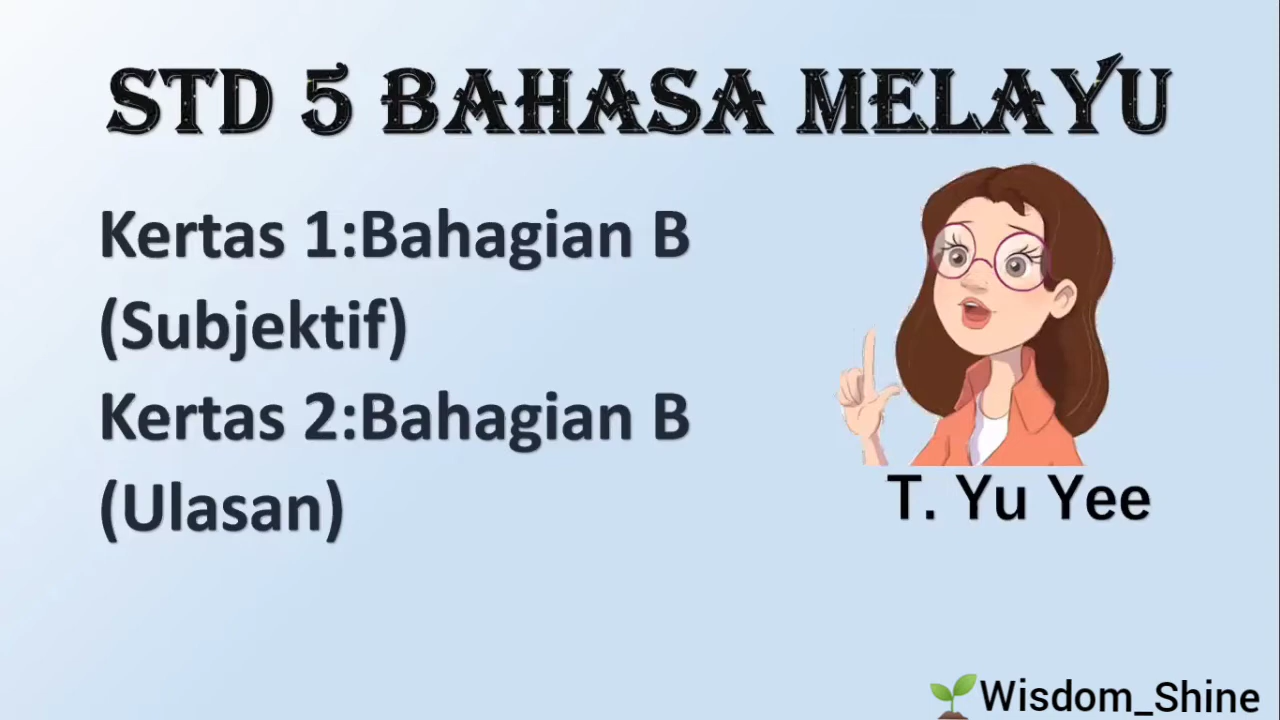 STD 5 BAHASA MELAYU
Kertas 1:Bahagian B
(Subjektif)
Kertas 2:Bahagian B
(Ulasan)
T. Yu Yee
Wisdom_Shine